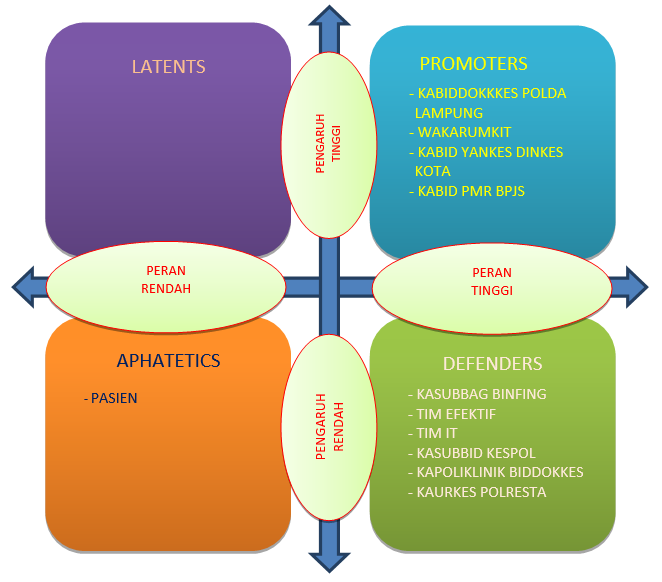 LATENTS
PROMOTERS
- KABIDDOKKKES POLDA
LAMPUNG
- WAKARUMKIT
- KABID YANKES DINKES
KOTA
- KABID PMR BPJS
PENGARUH
TINGGI
PERAN
RENDAH
PERAN
TINGGI
APHATETICS
- PASIEN
PENGARUH
RENDAH
DEFENDERS
- KASUBBAG BINFING
- TIM EFEKTIF
- TIM IT
- KASUBBID KESPOL
- KAPOLIKLINIK BIDDOKKES
- KAURKES POLRESTA